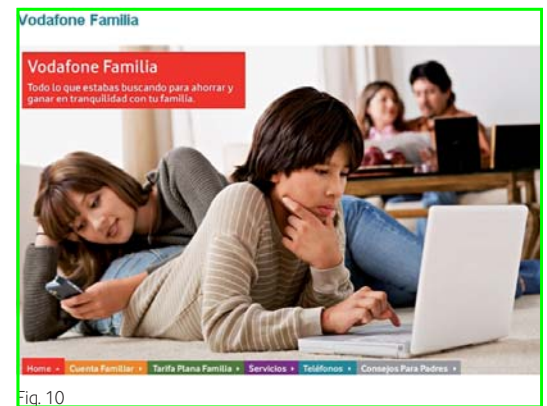 Vodafone Familia
Vodafone Familia
Todo lo que estabas buscando para ahorrar y
ganar en tranquilidad con tu familia.
Home Cuenta Familiar Tarifa Plana Familia Servicios Teléfonos Consejos Para Padres
Fig. 10